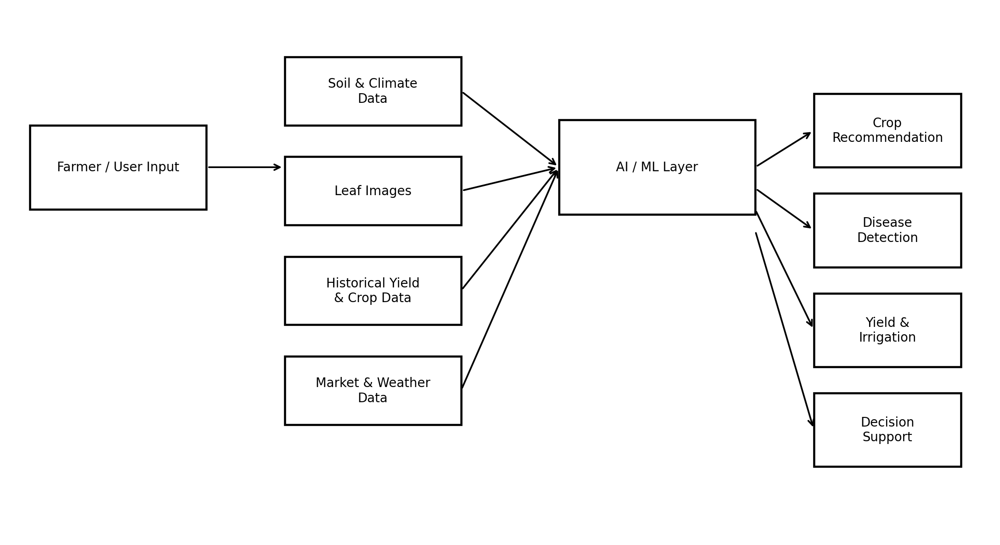 Farmer / User Input
Soil & Climate
Data
Leaf Images
Historical Yield
& Crop Data
Market & Weather
Data
AI / ML Layer
Crop
Recommendation
Disease
Detection
Yield &
Irrigation
Decision
Support